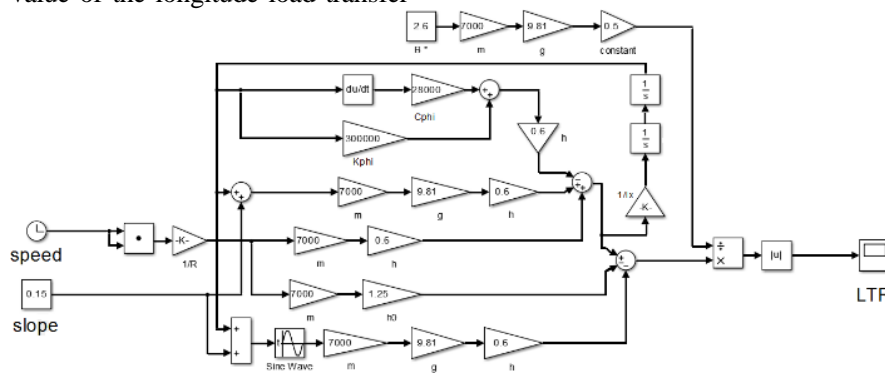 value of the longitude load transfer
2.6
7000
9.81
0.5
B *
m
g
constant
du/dt
28000
Cphi
1
s
300000
Kphi
0.6
h
1
s
7000
9.81
0.6
m
g
h
1/Ix
-K-
speed
-K-
1/R
7000
0.6
m
h
÷
×
|u|
LTF
0.15
slope
7000
1.25
m
h0
Sine Wave
7000
9.81
0.6
m
g
h